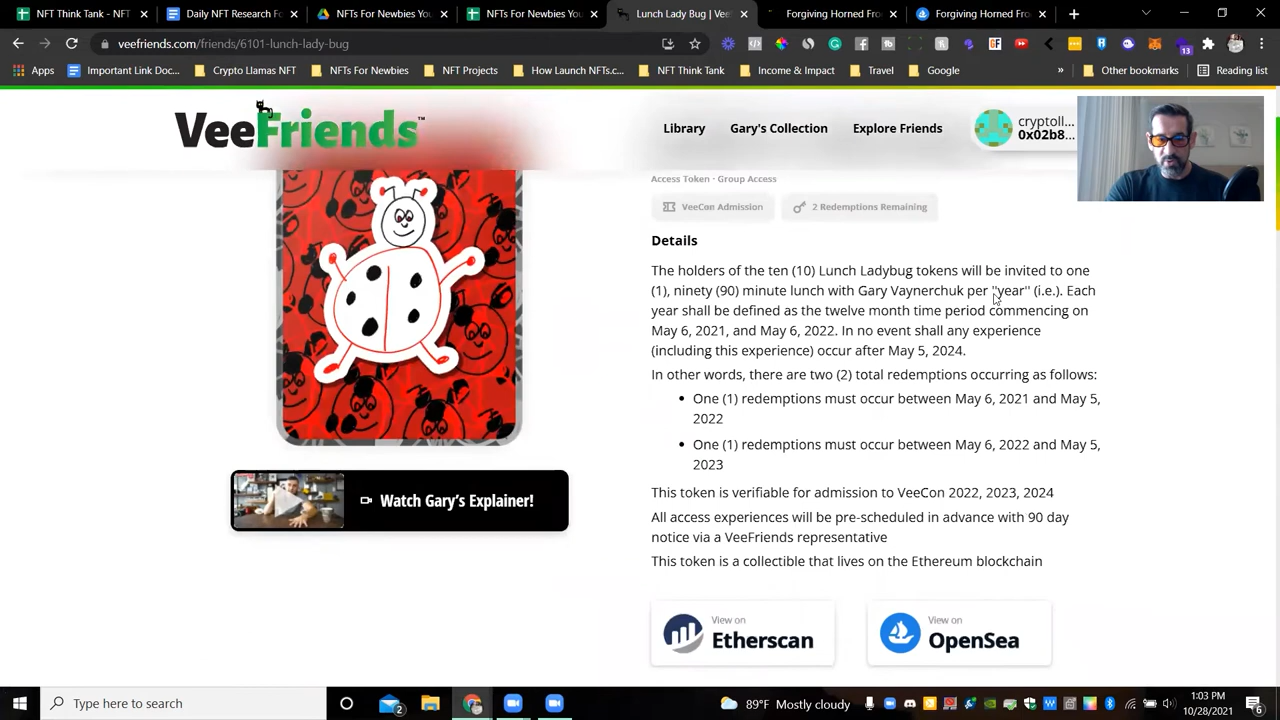 NFT Think Tank - NFT
Daily NFT Research Fo
NFTs For Newbies You
NFT For Newbies You
Lunch Lady Bug | Vee
Forgiving Horned Fro
Forgiving Horned Fro
veefriends.com/friends/6101-lunch-lady-bug
13
Apps
Important Link Doc...
Crypto Llamas NFT
NFTs For Newbies
NFT Projects
How Launch NFTs.c...
NFT Think Tank
Income & Impact
Travel
Google
»
Other bookmarks
Reading list
VeeFriends™
Library
Gary's Collection
Explore Friends
cryptoll...
0x02b8...
Access Token · Group Access
VeeCon Admission
2 Redemptions Remaining
Details
The holders of the ten (10) Lunch Ladybug tokens will be invited to one
(1), ninety (90) minute lunch with Gary Vaynerchuk per "year" (i.e.). Each
year shall be defined as the twelve month time period commencing on
May 6, 2021, and May 6, 2022. In no event shall any experience
(including this experience) occur after May 5, 2024.
In other words, there are two (2) total redemptions occurring as follows:
• One (1) redemptions must occur between May 6, 2021 and May 5,
2022
• One (1) redemptions must occur between May 6, 2022 and May 5,
2023
Watch Gary's Explainer!
This token is verifiable for admission to VeeCon 2022, 2023, 2024
All access experiences will be pre-scheduled in advance with 90 day
notice via a VeeFriends representative
This token is a collectible that lives on the Ethereum blockchain
View on
Etherscan
View on
OpenSea
Type here to search
2
89°F Mostly cloudy
1:03 PM
10/28/2021
6